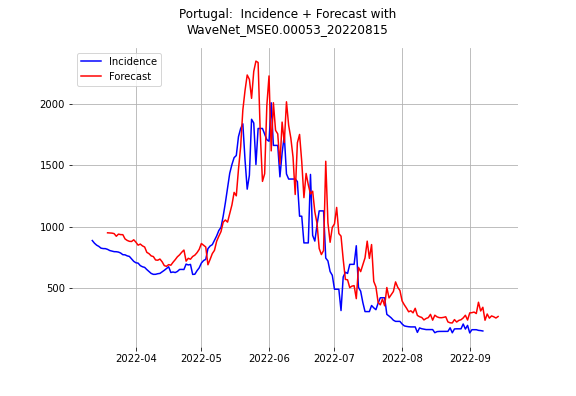 Portugal:  Incidence + Forecast with
WaveNet_MSE0.00053_20220815
Incidence
Forecast
2000
1500
1000
500
2022-04
2022-05
2022-06
2022-07
2022-08
2022-09